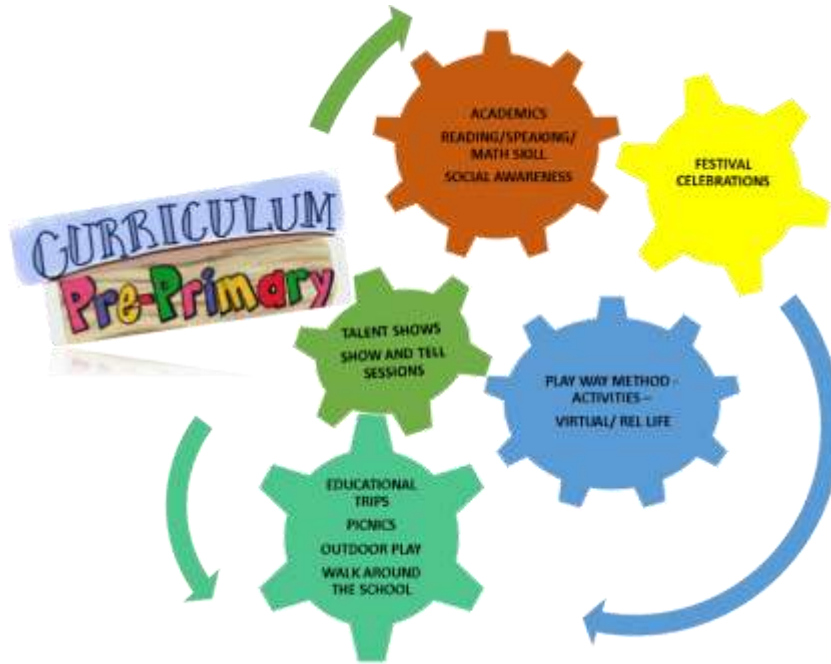 CURRICULUM
Pre-Primary
ACADEMICS
READING/SPEAKING/
MATH SKILL
SOCIAL AWARENESS
FESTIVAL
CELEBRATIONS
TALENT SHOWS
SHOW AND TELL
SESSIONS
PLAY WAY METHOD -
ACTIVITIES –
VIRTUAL/ REL LIFE
EDUCATIONAL
TRIPS
PICNICS
OUTDOOR PLAY
WALK AROUND
THE SCHOOL